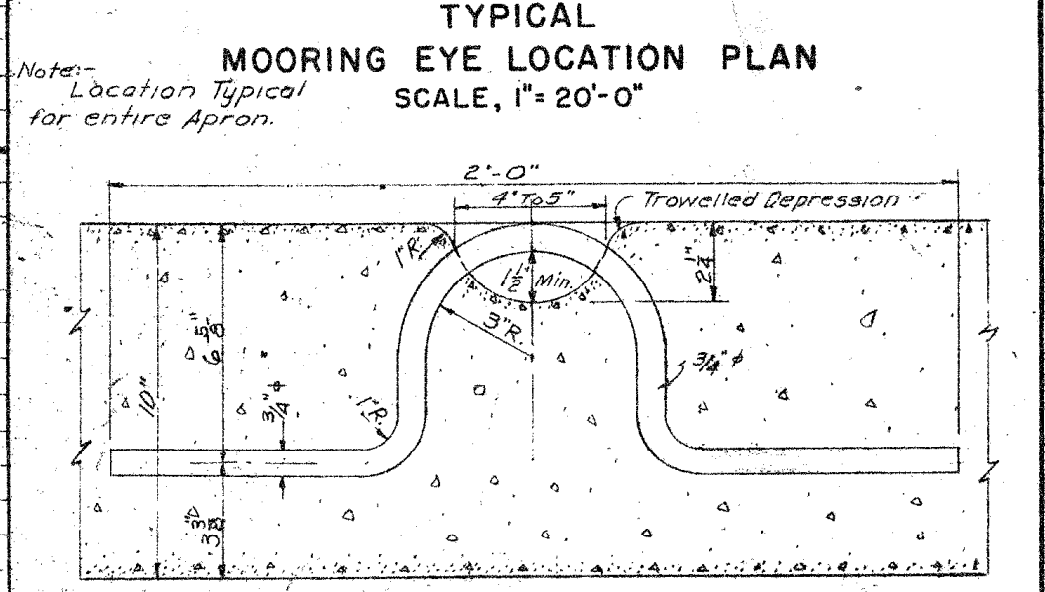 TYPICAL
MOORING EYE LOCATION PLAN
SCALE, 1"= 20'-0"
Note:-
Location Typical
for entire Apron.
2'-0"
4" To 5"
Trowelled Depression
1"R.
1 1/2" Min.
2 1/4"
3"R.
6 5/8"
10"
3/4" ϕ
1"R.
3/4" ϕ
3 3/8"